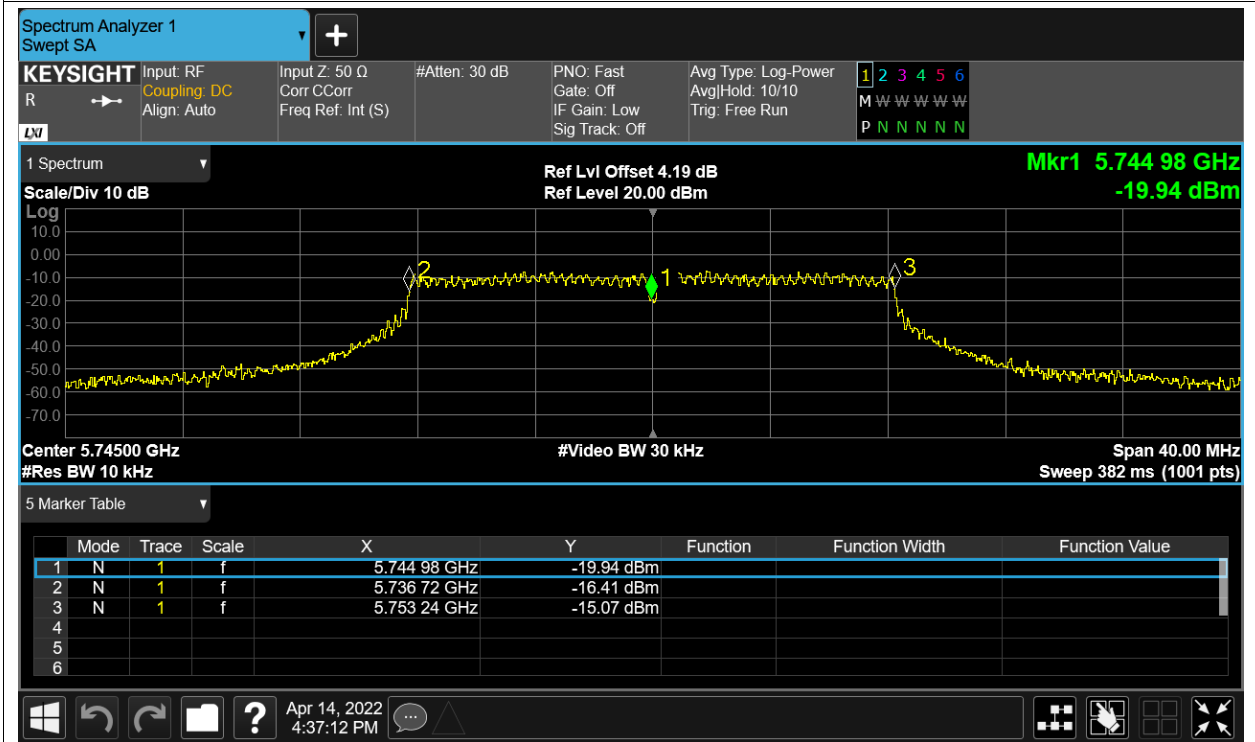 Spectrum Analyzer 1
Swept SA
KEYSIGHT Input: RF Input Z: 50 Ω #Atten: 30 dB PNO: Fast Avg Type: Log-Power 1 2 3 4 5 6
R Coupling: DC Corr CCorr Gate: Off Avg|Hold: 10/10 M W W W W W
Align: Auto Freq Ref: Int (S) IF Gain: Low Trig: Free Run
LXI Sig Track: Off P N N N N N
1 Spectrum Ref Lvl Offset 4.19 dB Mkr1 5.744 98 GHz
Scale/Div 10 dB Ref Level 20.00 dBm -19.94 dBm
Log
10.0
0.00
-10.0
-20.0
-30.0
-40.0
-50.0
-60.0
-70.0
2 1 3
Center 5.74500 GHz #Video BW 30 kHz Span 40.00 MHz
#Res BW 10 kHz Sweep 382 ms (1001 pts)
5 Marker Table
Mode Trace Scale X Y Function Function Width Function Value
1 N 1 f 5.744 98 GHz -19.94 dBm
2 N 1 f 5.736 72 GHz -16.41 dBm
3 N 1 f 5.753 24 GHz -15.07 dBm
4
5
6
? Apr 14, 2022
4:37:12 PM